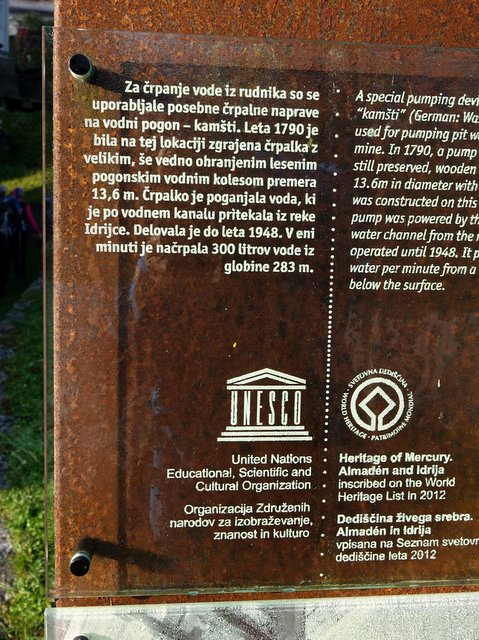 Za črpanje vode iz rudnika so se
uporabljale posebne črpalne naprave
na vodni pogon – kamšti. Leta 1790 je
bila na tej lokaciji zgrajena črpalka z
velikim, še vedno ohranjenim lesenim
pogonskim vodnim kolesom premera
13,6 m. Črpalko je poganjala voda, ki
je po vodnem kanalu pritekala iz reke
Idrijce. Delovala je do leta 1948. V eni
minuti je načrpala 300 litrov vode iz
globine 283 m.
A special pumping
"kamšti" (German:
used for pumping pit
mine. In 1790, a pump
still preserved, wooden
13.6m in diameter with
was constructed on this
pump was powered by
water channel from the
operated until 1948. It
water per minute from a
below the surface.
UNESCO
United Nations
Educational, Scientific and
Cultural Organization
Organizacija Združenih
narodov za izobraževanje,
znanost in kulturo
SVETOVNA DEDIŠČINA
WORLD HERITAGE
PATRIMOINE MONDIAL
Heritage of Mercury.
Almadén and Idrija
inscribed on the World
Heritage List in 2012
Dediščina živega srebra.
Almadén in Idrija
vpisana na Seznam
dediščine leta 2012